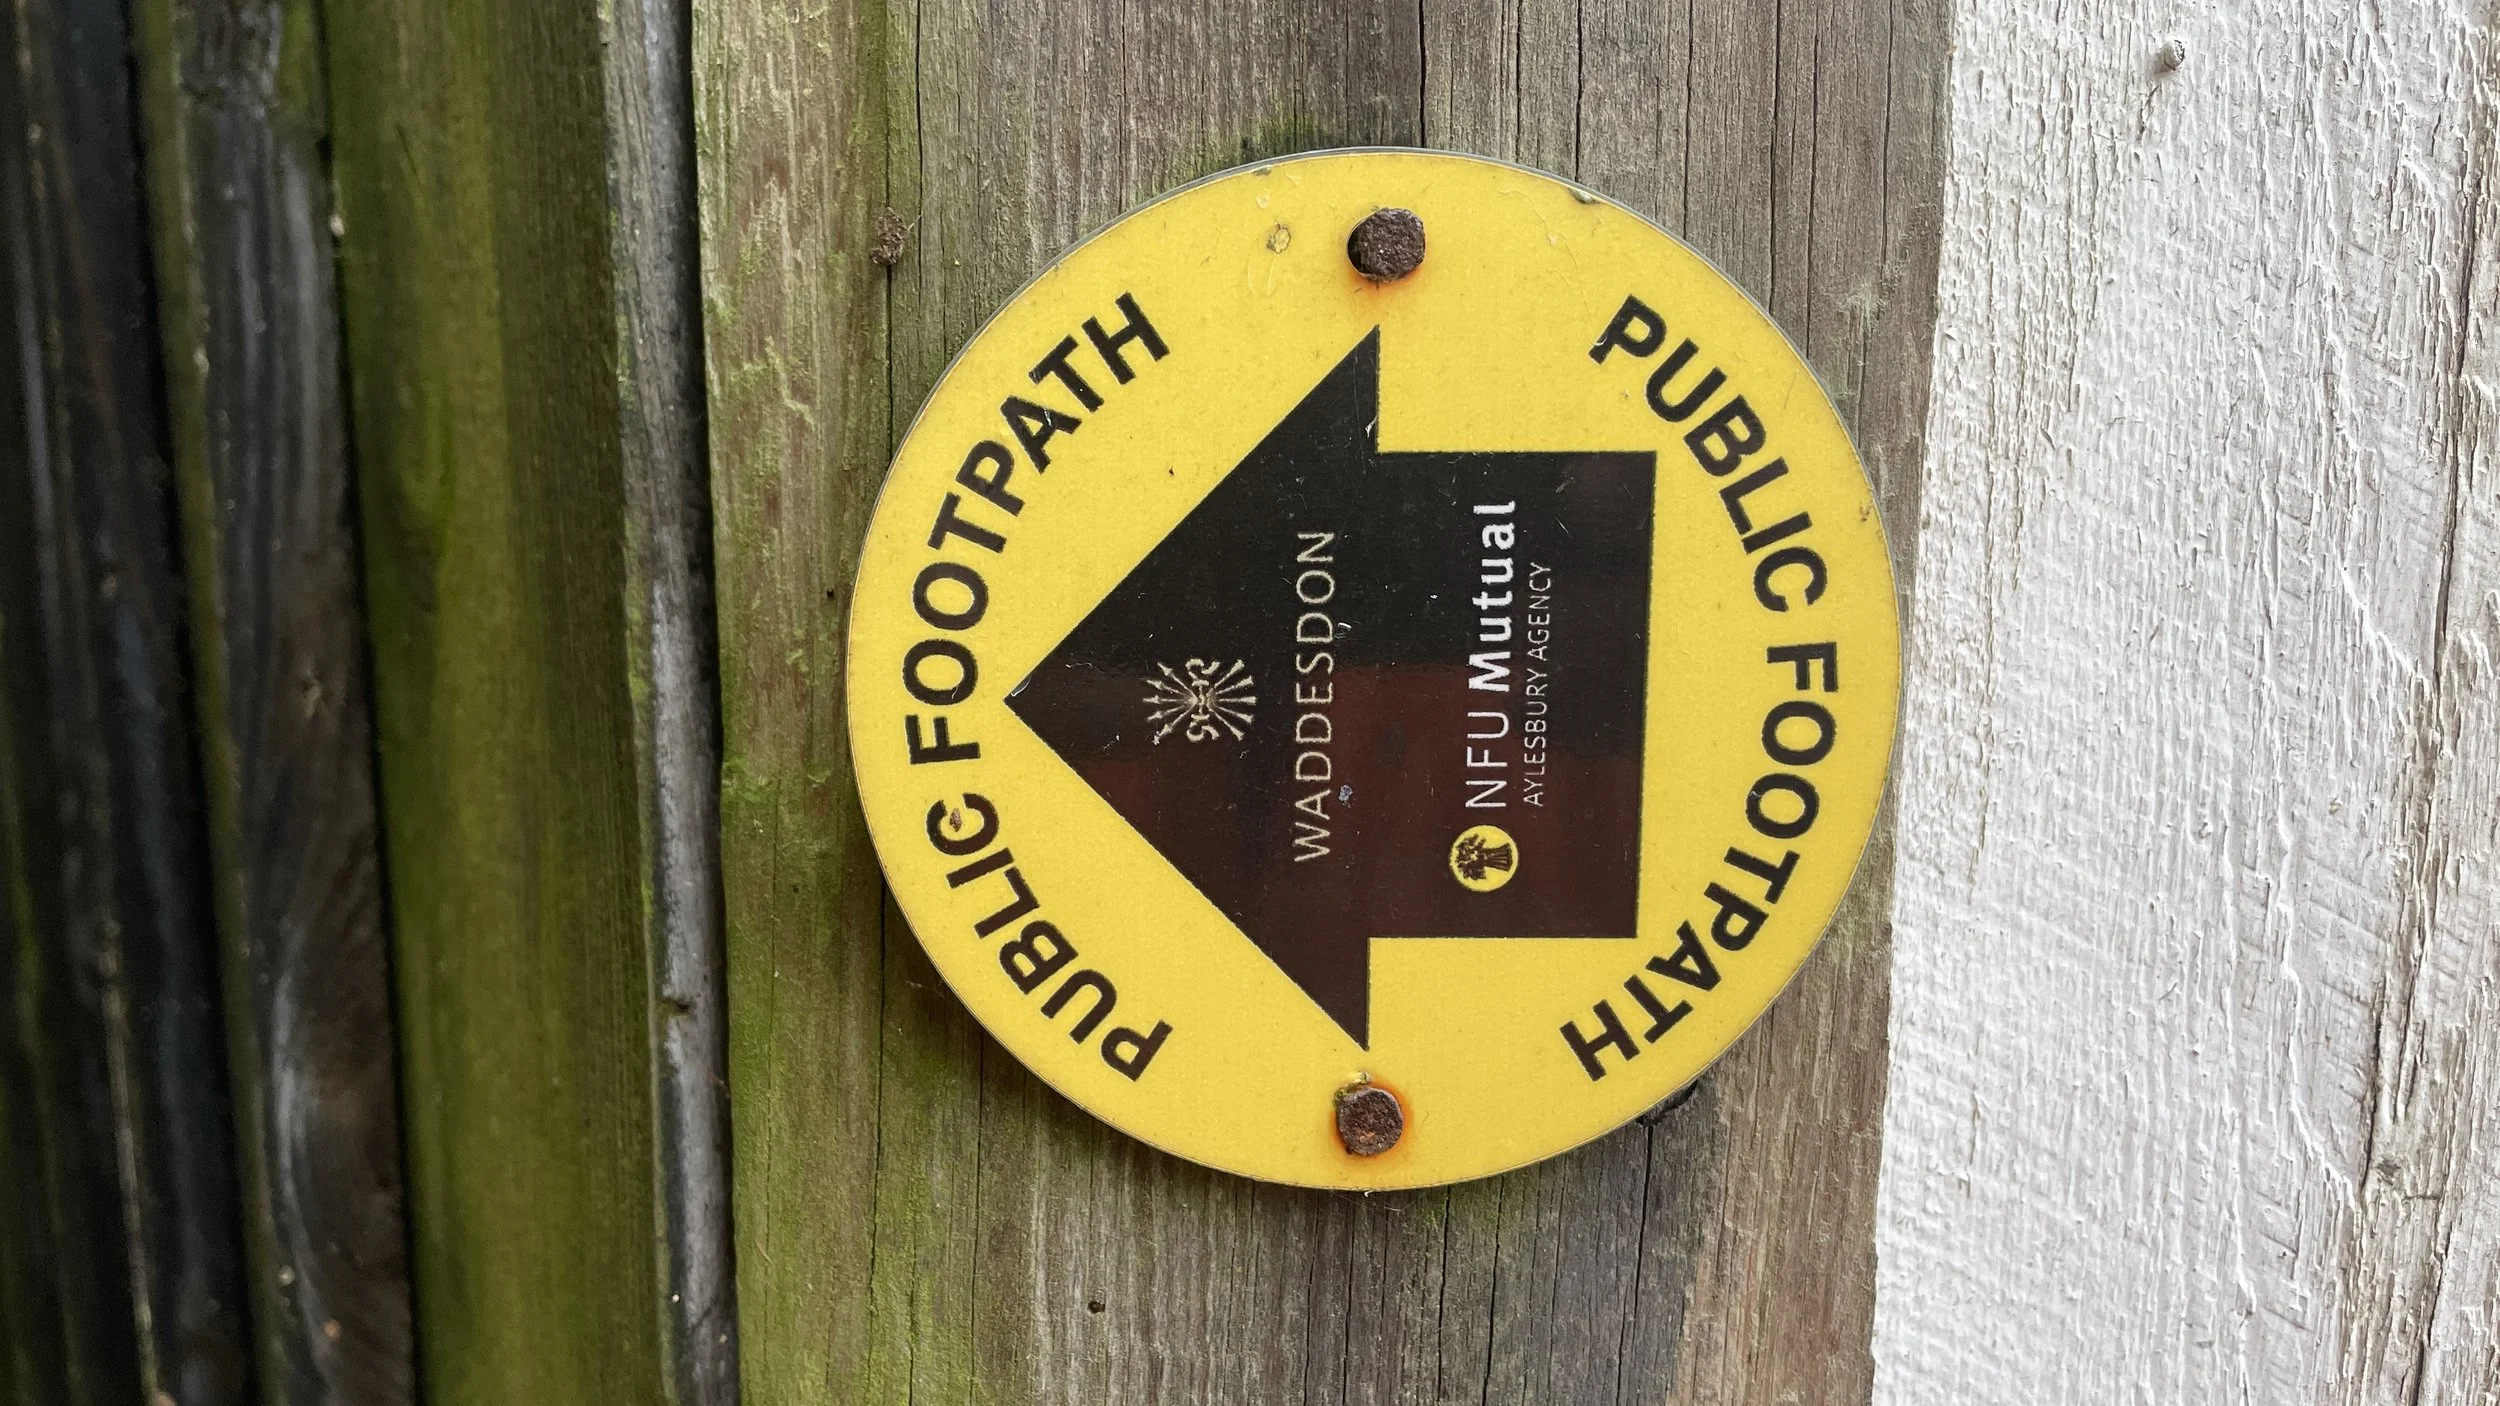 PUBLIC FOOTPATH
WADDESDON
NFU Mutual
AYLESBURY AGENCY
PUBLIC FOOTPATH